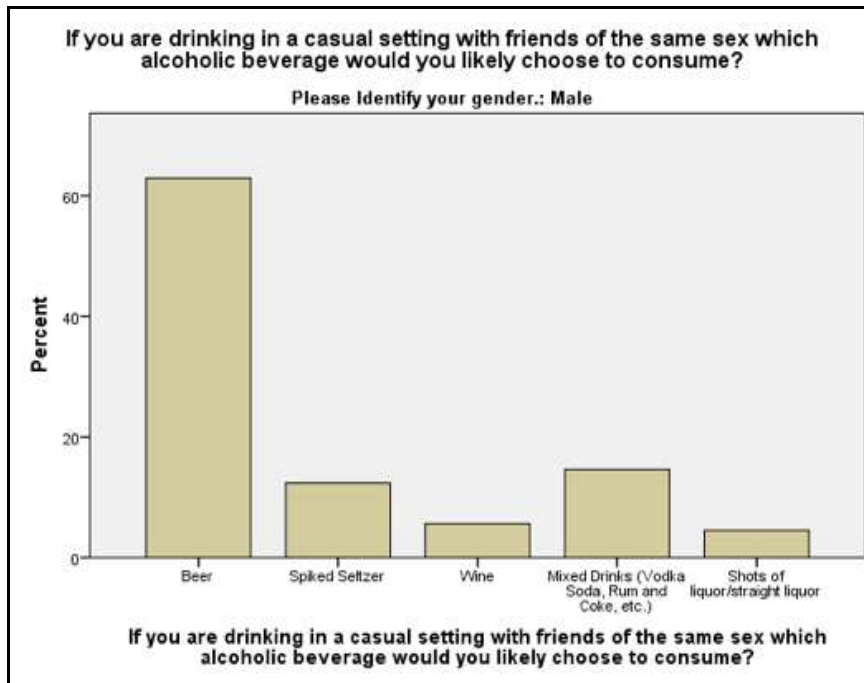 If you are drinking in a casual setting with friends of the same sex which
alcoholic beverage would you likely choose to consume?
Please Identify your gender.: Male
Percent
60
40
20
0
Beer
Spiked Seltzer
Wine
Mixed Drinks (Vodka
Soda, Rum and
Coke, etc.)
Shots of
liquor/straight liquor
If you are drinking in a casual setting with friends of the same sex which
alcoholic beverage would you likely choose to consume?